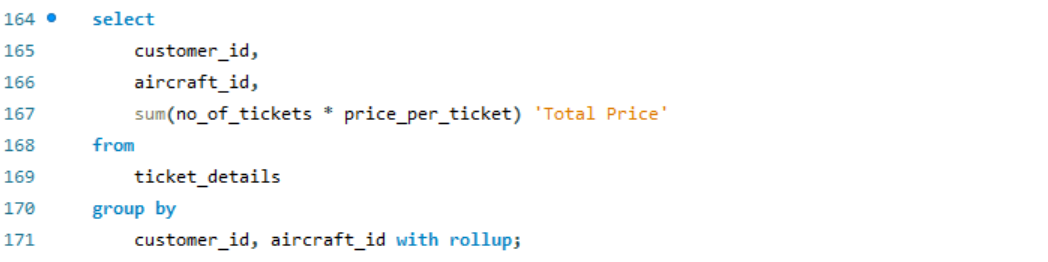 164 select
165 customer_id,
166 aircraft_id,
167 sum(no_of_tickets * price_per_ticket) 'Total Price'
168 from
169 ticket_details
170 group by
171 customer_id, aircraft_id with rollup;